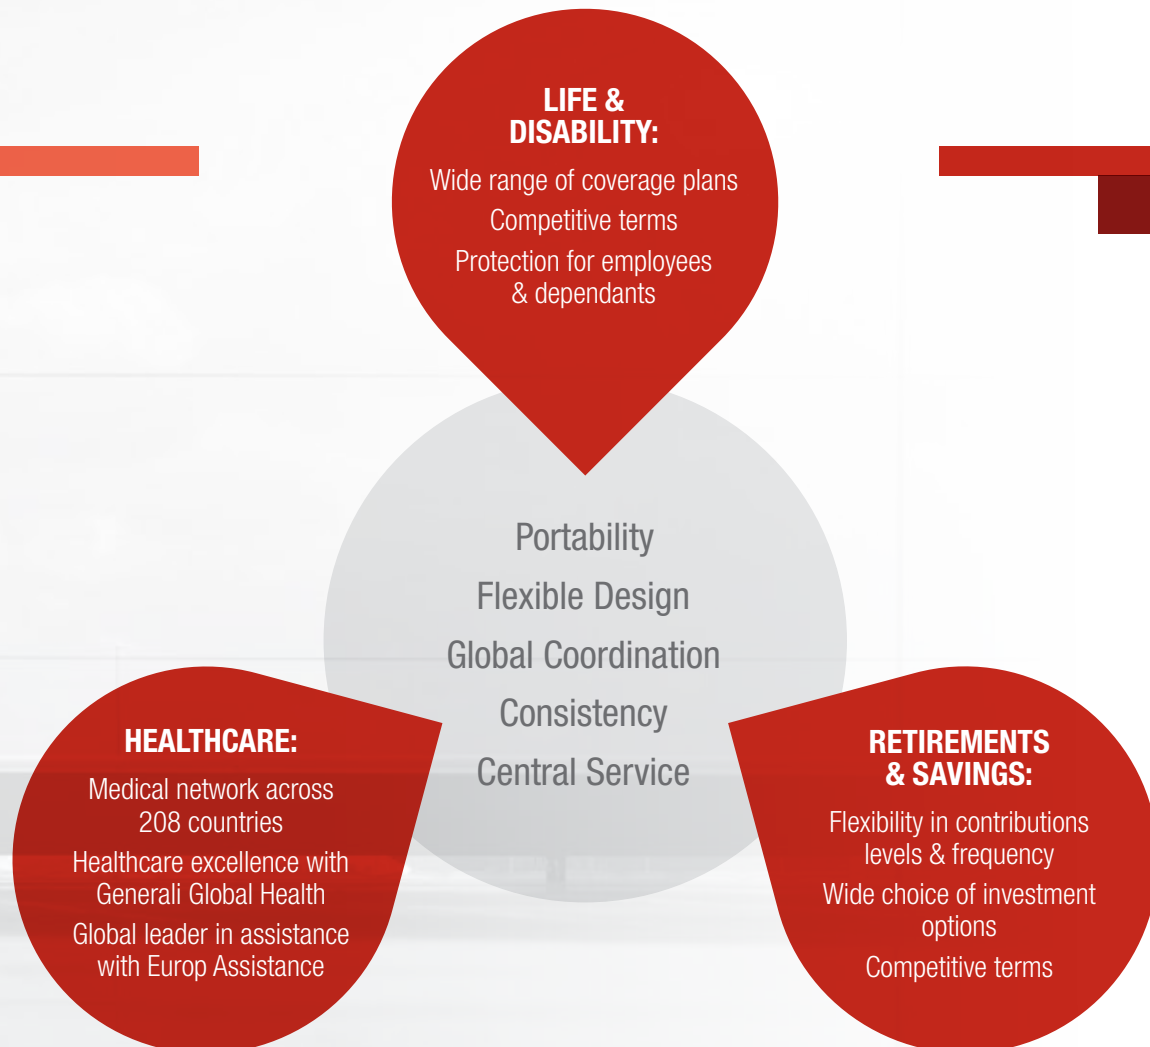 LIFE &
DISABILITY:
Wide range of coverage plans
Competitive terms
Protection for employees
& dependants
Portability
Flexible Design
Global Coordination
Consistency
Central Service
HEALTHCARE:
Medical network across
208 countries
Healthcare excellence with
Generali Global Health
Global leader in assistance
with Europ Assistance
RETIREMENTS
& SAVINGS:
Flexibility in contributions
levels & frequency
Wide choice of investment
options
Competitive terms